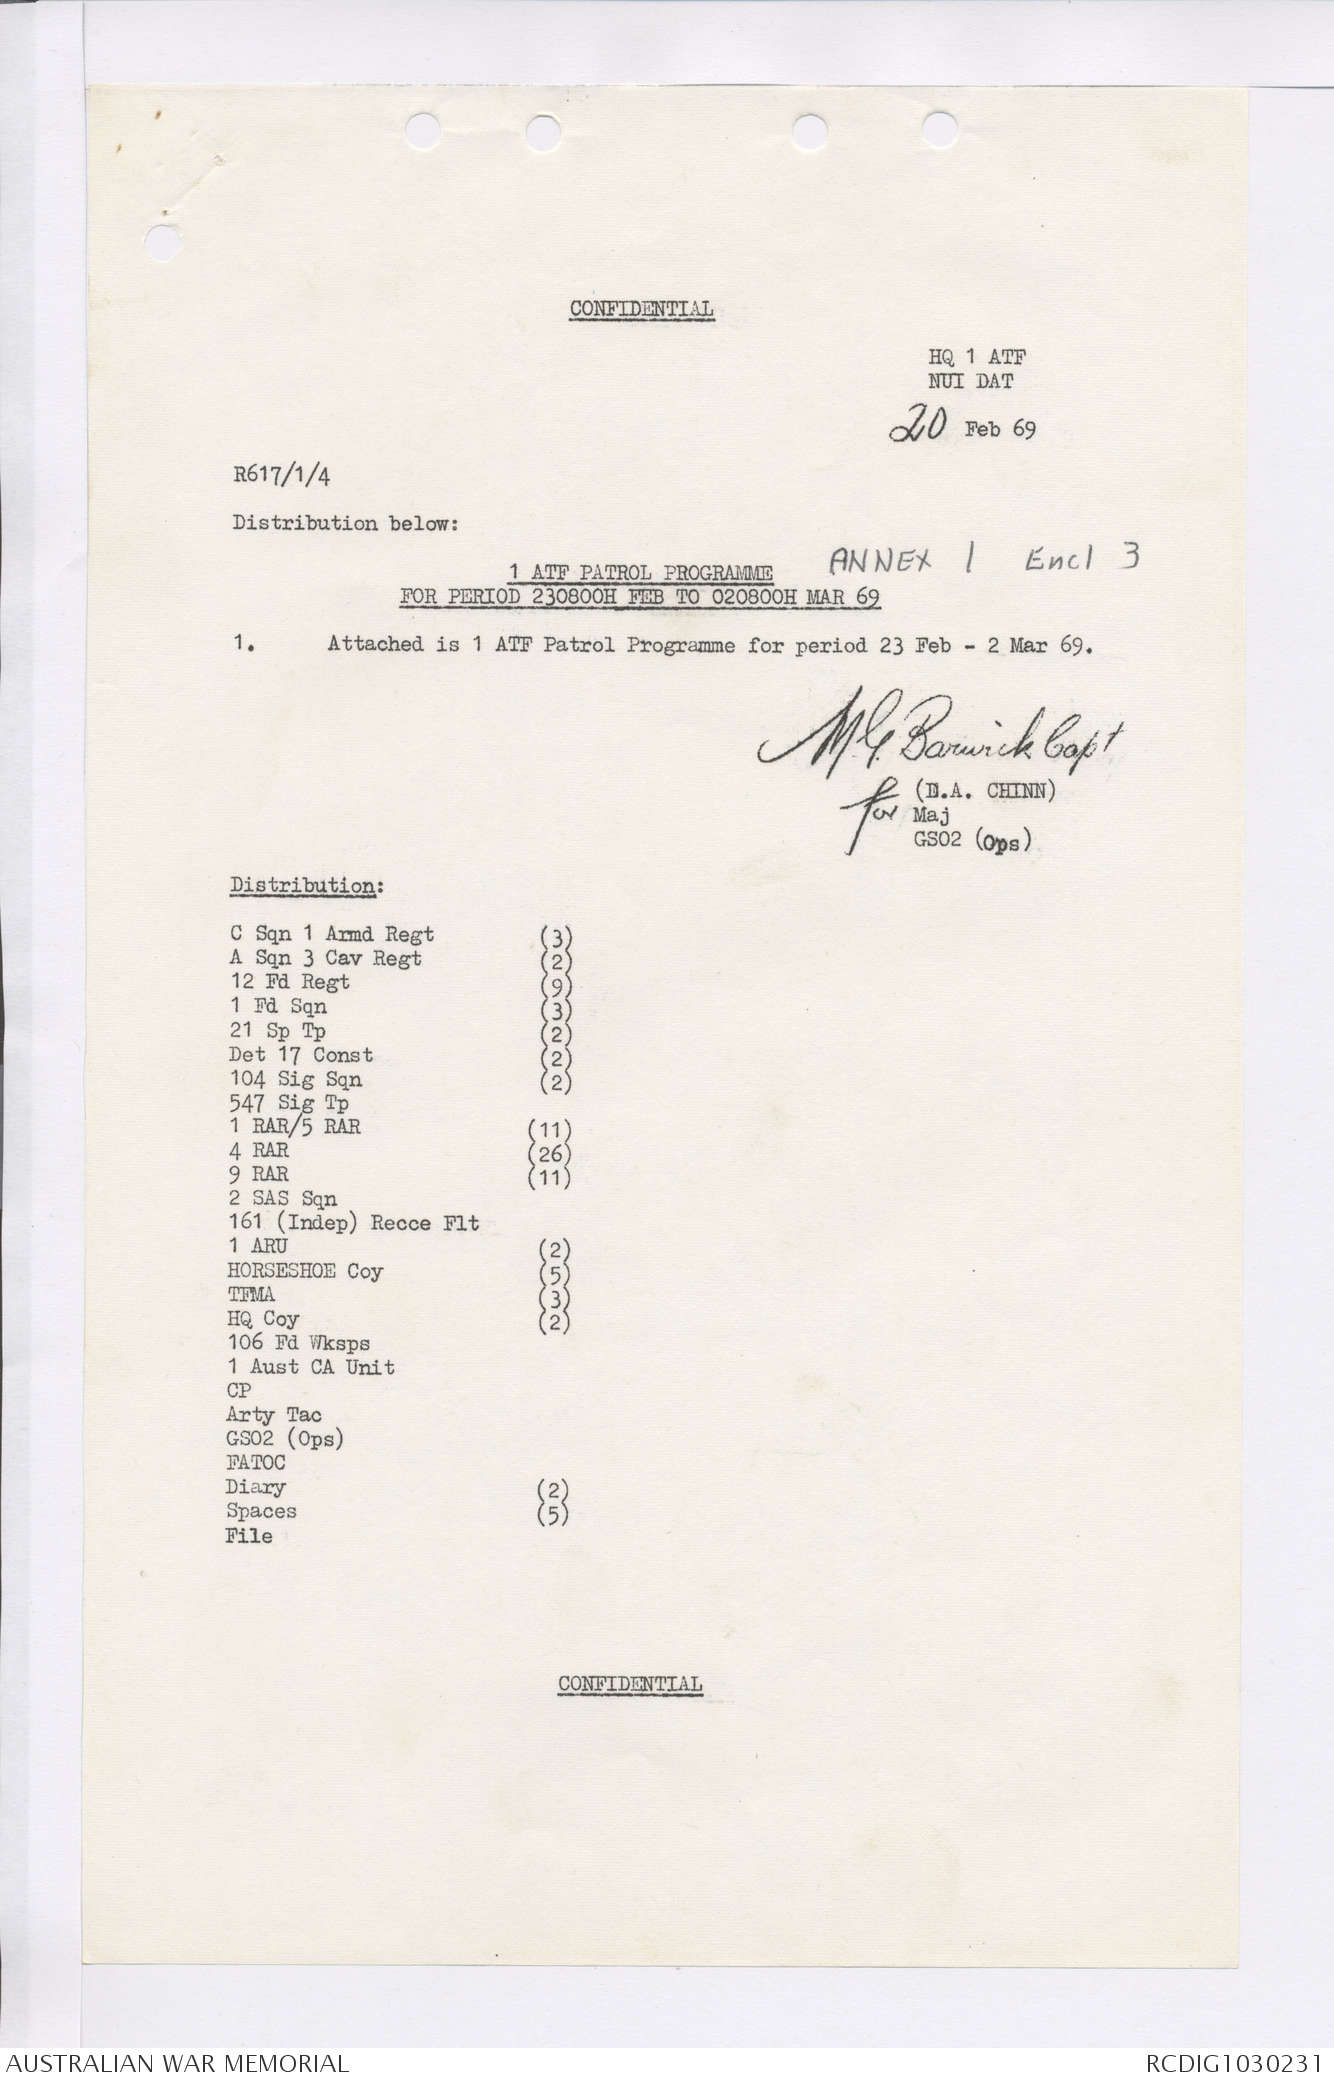 CONFIDENTIAL
HQ 1 ATF
NUI DAT
20 Feb 69
R617/1/4
Distribution below:
ANNEX 1 Encl 3
1 ATF PATROL PROGRAMME
FOR PERIOD 230800H FEB TO 020800H MAR 69
1. Attached is 1 ATF Patrol Programme for period 23 Feb - 2 Mar 69.
M.G. Barwick Capt
for (E.A. CHINN)
Maj
GSO2 (Ops)
Distribution:
C Sqn 1 Armd Regt (3)
A Sqn 3 Cav Regt (2)
12 Fd Regt (9)
1 Fd Sqn (3)
21 Sp Tp (2)
Det 17 Const (2)
104 Sig Sqn (2)
547 Sig Tp
1 RAR/5 RAR (11)
4 RAR (26)
9 RAR (11)
2 SAS Sqn
161 (Indep) Recce Flt
1 ARU (2)
HORSESHOE Coy (5)
TFMA (3)
HQ Coy (2)
106 Fd Wksps
1 Aust CA Unit
CP
Arty Tac
GSO2 (Ops)
FATOC
Diary (2)
Spaces (5)
File
CONFIDENTIAL
AUSTRALIAN WAR MEMORIAL
RCDIG1030231